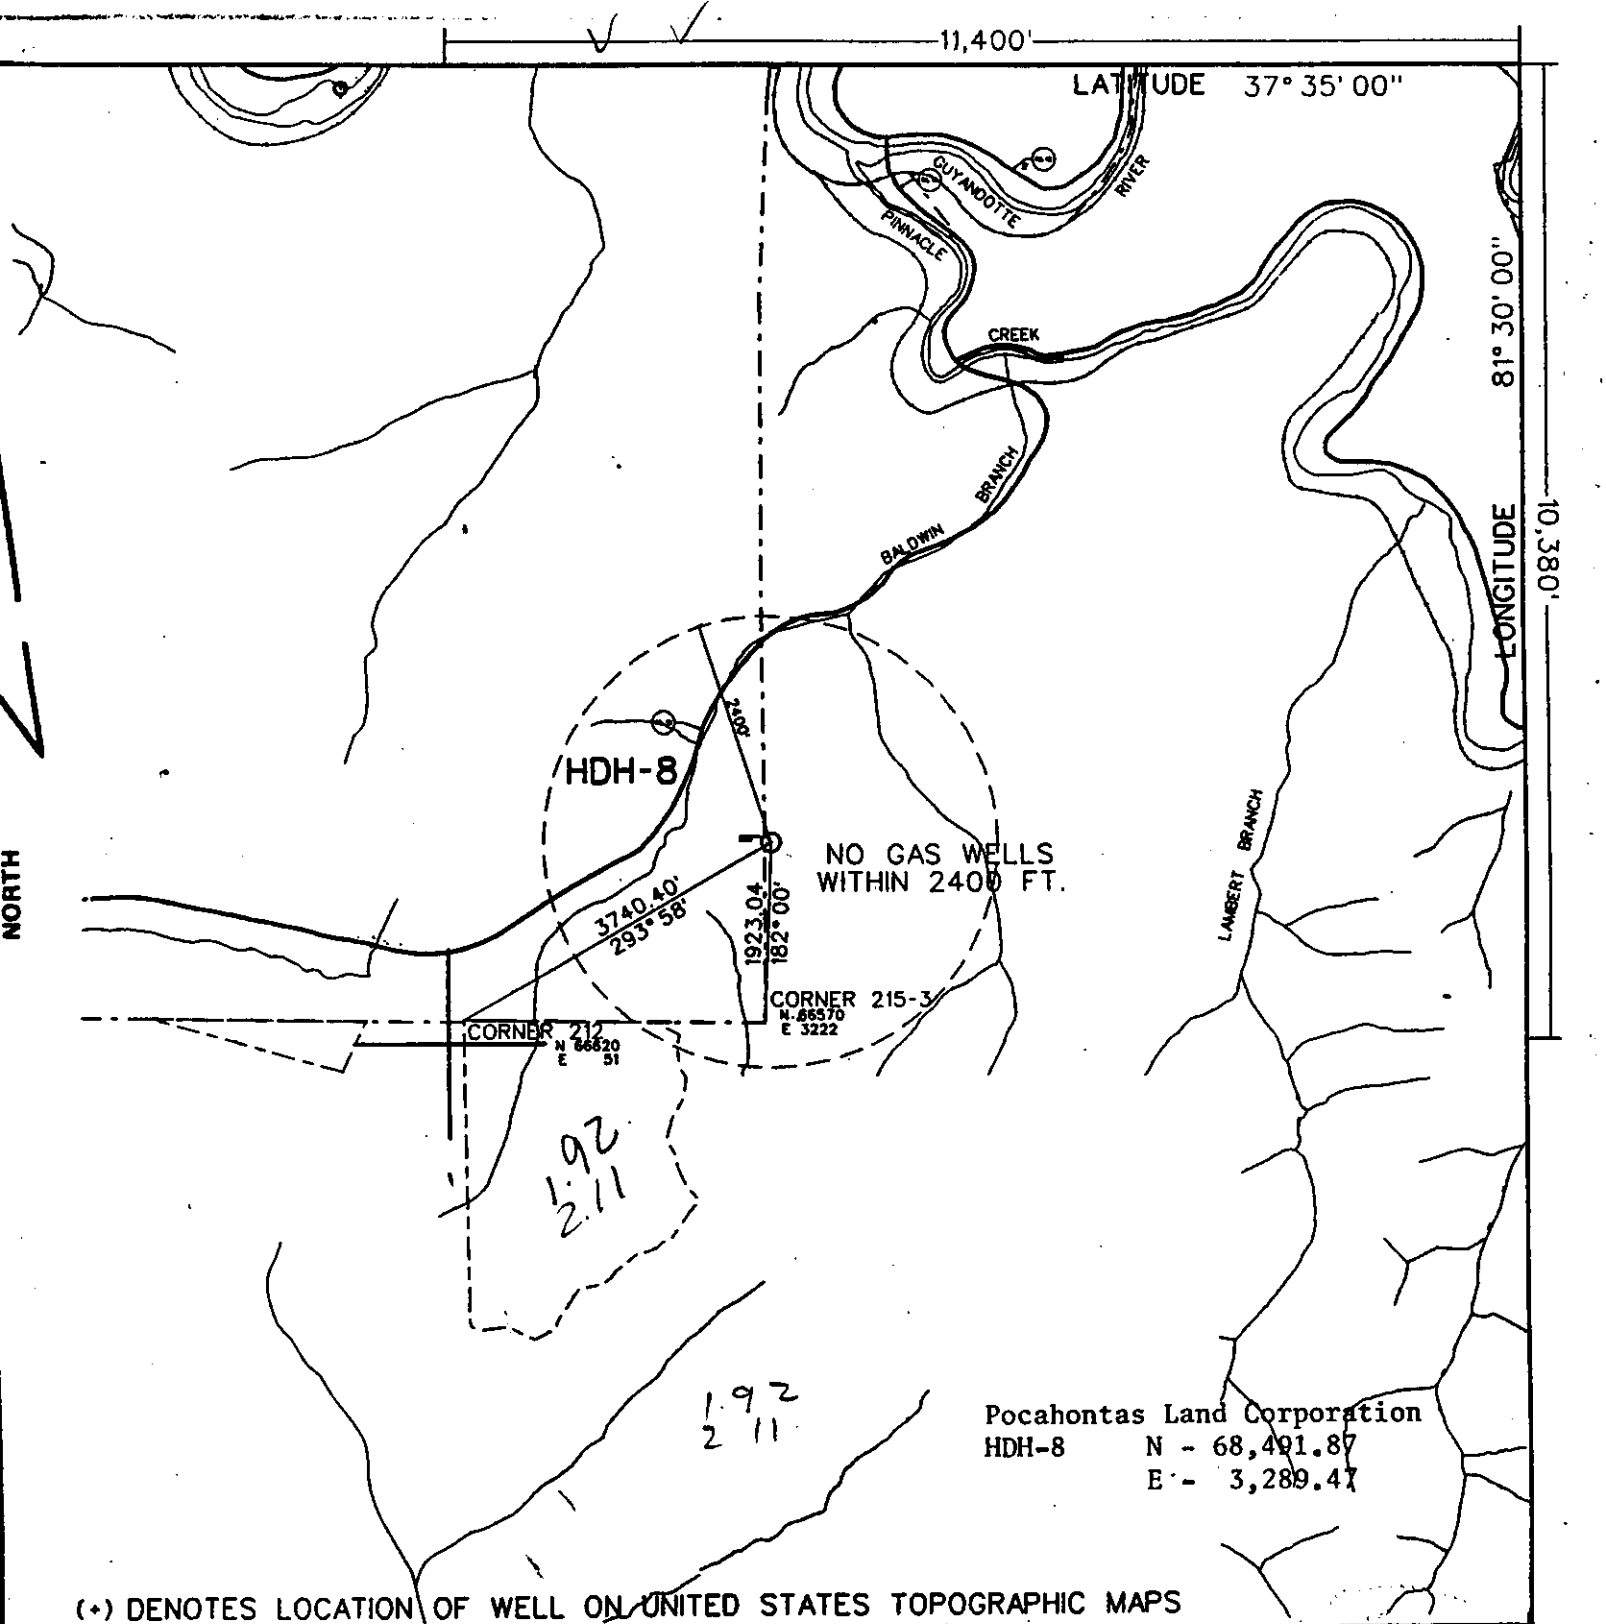 11,400'
LATITUDE 37° 35' 00"
GUYANDOTTE
RIVER
PINNACLE
CREEK
81° 30' 00"
LONGITUDE
10,380'
BRANCH
BALDWIN
2400'
HDH-8
NORTH
NO GAS WELLS
WITHIN 2400 FT.
LAMBERT BRANCH
3740.40'
293° 58'
1923.04
182° 00'
CORNER 215-3
N 66570
E 3222
CORNER 212
N 66620
E 51
1.92
2.11
1.92
2 11
Pocahontas Land Corporation
HDH-8 N - 68,491.87
E - 3,289.47
(+) DENOTES LOCATION OF WELL ON UNITED STATES TOPOGRAPHIC MAPS